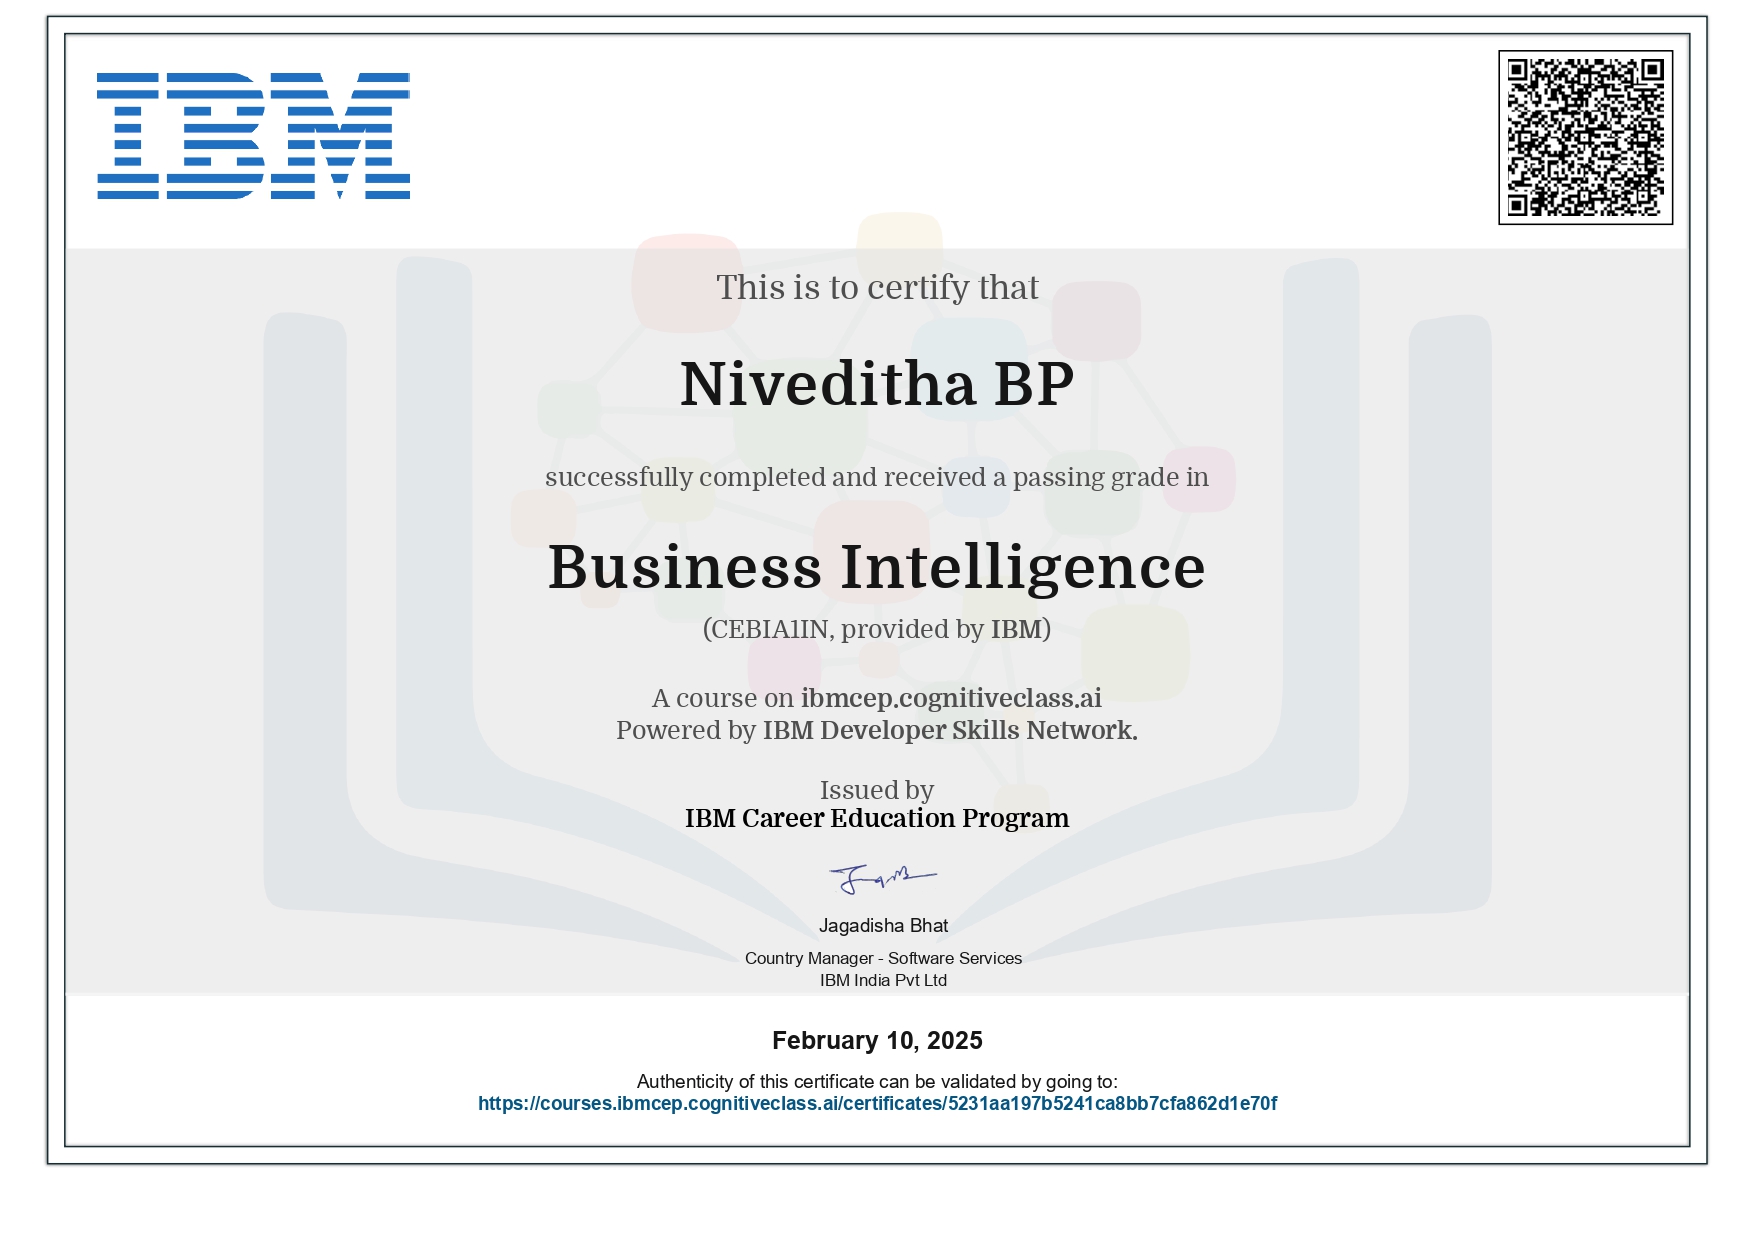 IBM
This is to certify that
Niveditha BP
successfully completed and received a passing grade in
Business Intelligence
(CEBIA1IN, provided by IBM)
A course on ibmcep.cognitiveclass.ai
Powered by IBM Developer Skills Network.
Issued by
IBM Career Education Program
Jagadisha Bhat
Country Manager - Software Services
IBM India Pvt Ltd
February 10, 2025
Authenticity of this certificate can be validated by going to:
https://courses.ibmcep.cognitiveclass.ai/certificates/5231aa197b5241ca8bb7cfa862d1e70f